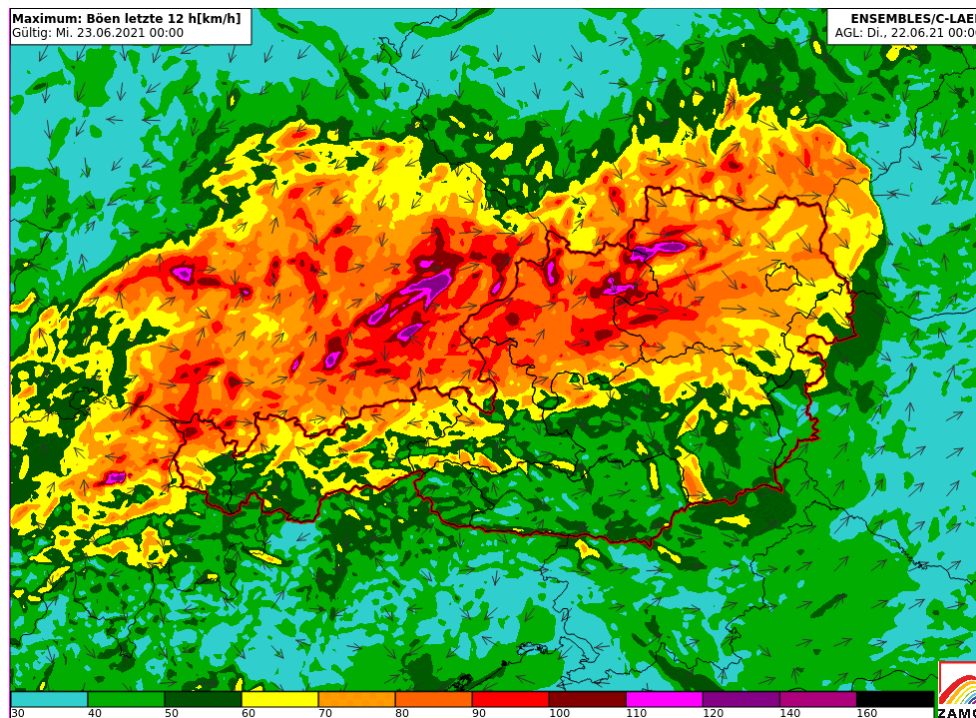 Maximum: Böen letzte 12 h[km/h]
Gültig: Mi. 23.06.2021 00:00
ENSEMBLES/C-LAE
AGL: Di., 22.06.21 00:00
30 40 50 60 70 80 90 100 110 120 140 160
ZAMG